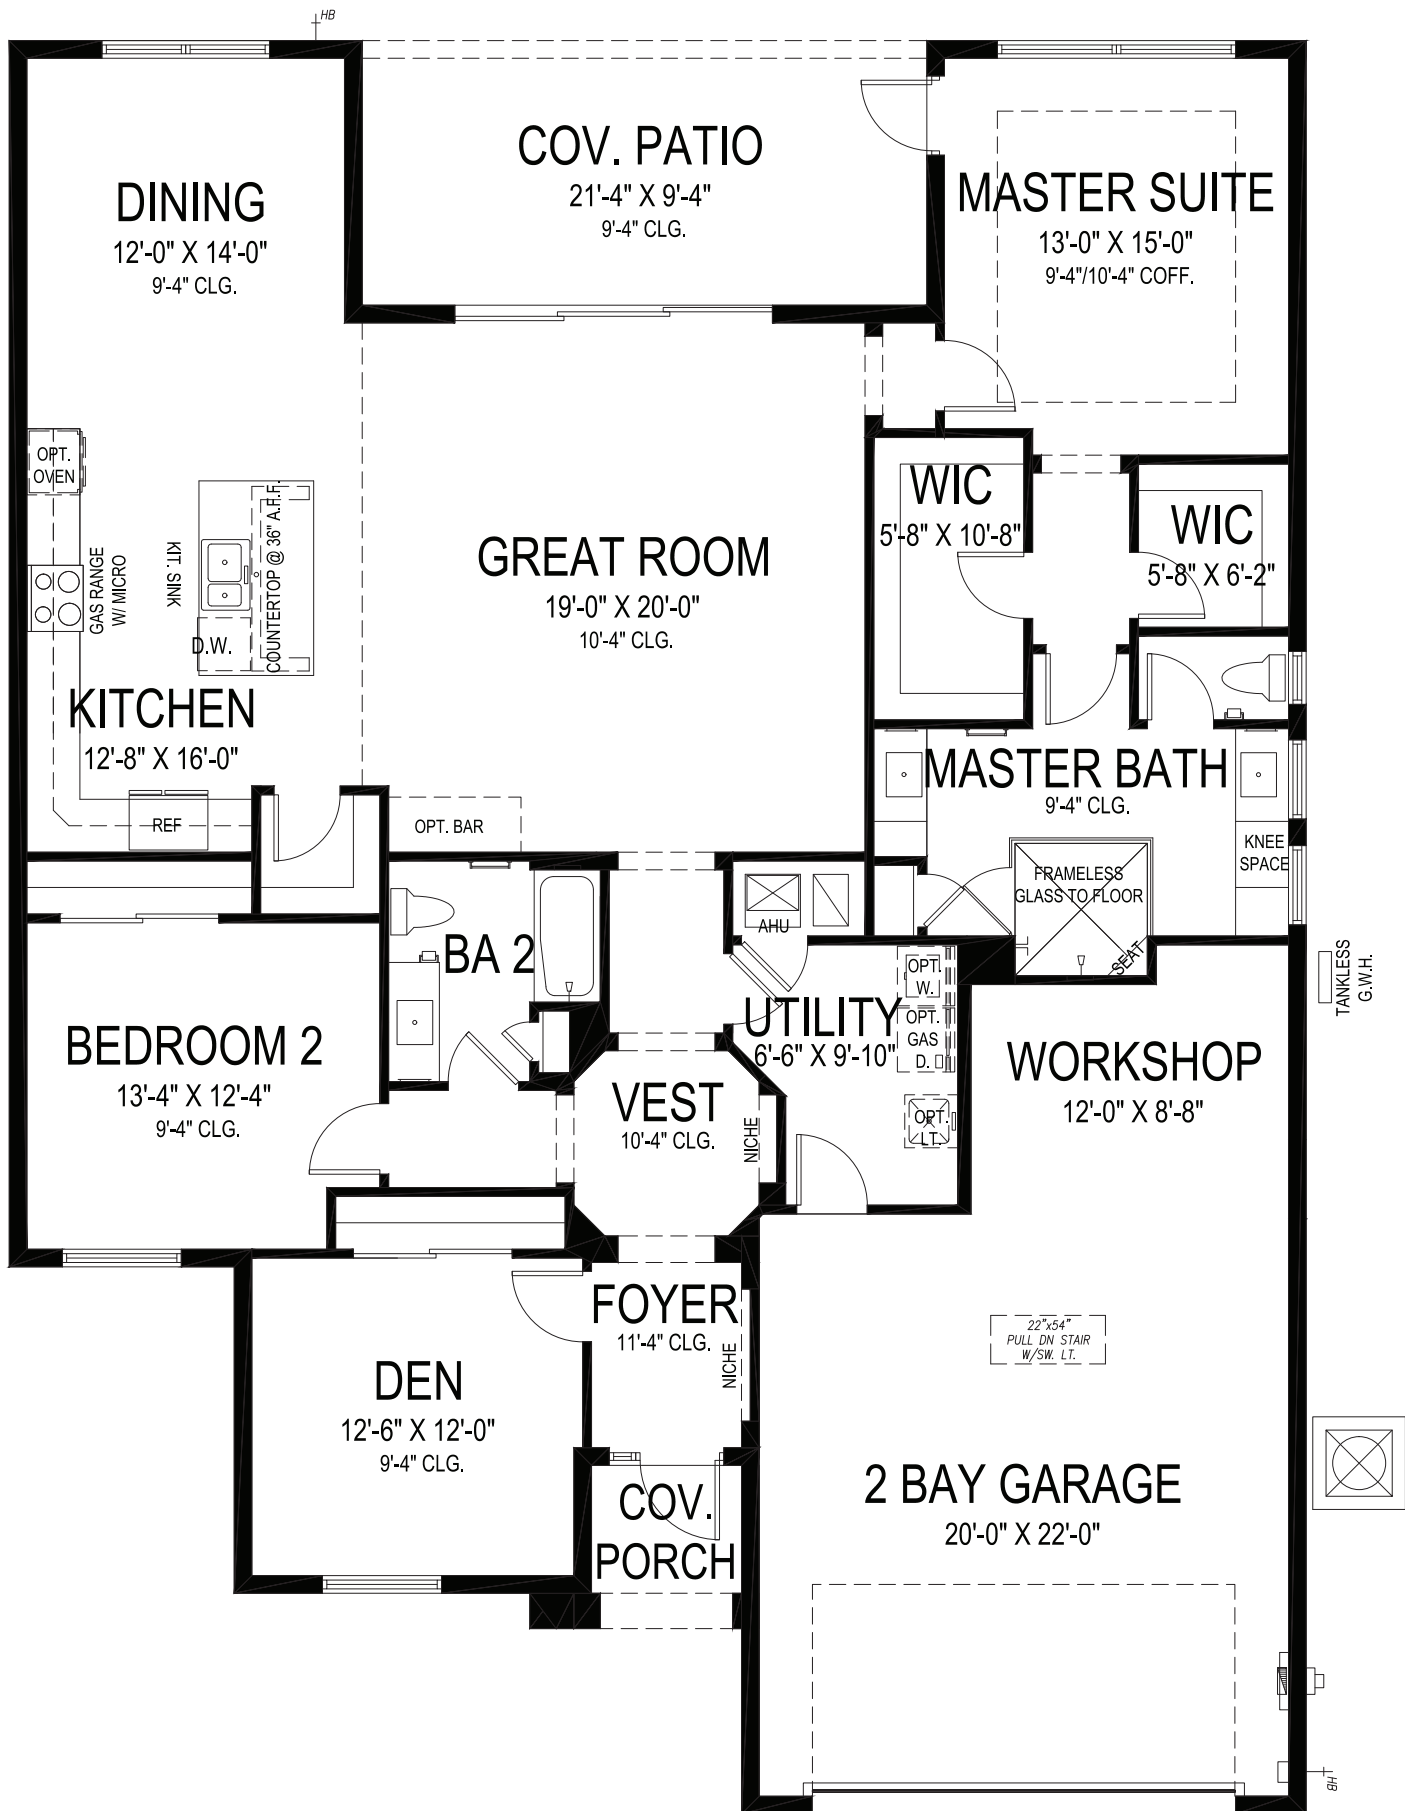 HB
COV. PATIO
21'-4" X 9'-4"
9'-4" CLG.
DINING
12'-0" X 14'-0"
9'-4" CLG.
MASTER SUITE
13'-0" X 15'-0"
9'-4"/10'-4" COFF.
OPT.
OVEN
GAS RANGE
W/ MICRO
KIT. SINK
D.W.
COUNTERTOP @ 36" A.F.F.
GREAT ROOM
19'-0" X 20'-0"
10'-4" CLG.
WIC
5'-8" X 10'-8"
WIC
5'-8" X 6'-2"
KITCHEN
12'-8" X 16'-0"
REF
OPT. BAR
MASTER BATH
9'-4" CLG.
KNEE
SPACE
FRAMELESS
GLASS TO FLOOR
SEAT
AHU
BA 2
OPT.
W.
OPT.
GAS
D.
OPT.
LT.
UTILITY
6'-6" X 9'-10"
TANKLESS
G.W.H.
BEDROOM 2
13'-4" X 12'-4"
9'-4" CLG.
VEST
10'-4" CLG.
NICHE
WORKSHOP
12'-0" X 8'-8"
FOYER
11'-4" CLG.
NICHE
22"x54"
PULL DN STAIR
W/SW. LT.
DEN
12'-6" X 12'-0"
9'-4" CLG.
2 BAY GARAGE
20'-0" X 22'-0"
COV.
PORCH
HB